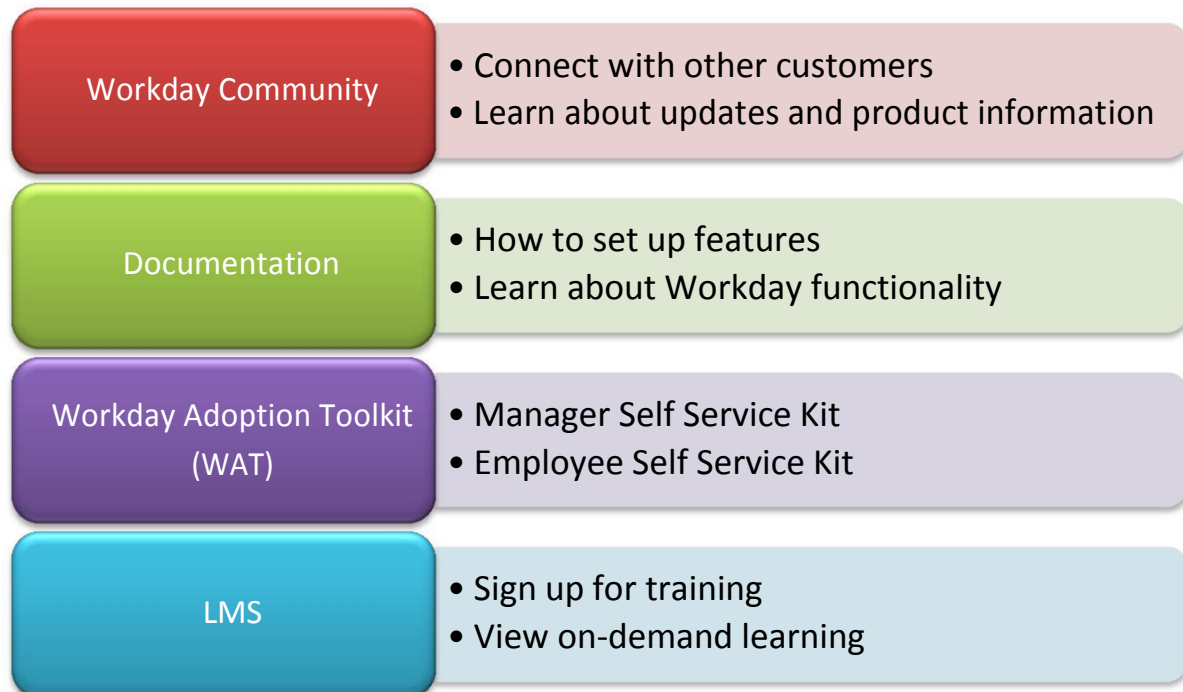 Workday Community
• Connect with other customers
• Learn about updates and product information
Documentation
• How to set up features
• Learn about Workday functionality
Workday Adoption Toolkit
(WAT)
• Manager Self Service Kit
• Employee Self Service Kit
LMS
• Sign up for training
• View on-demand learning